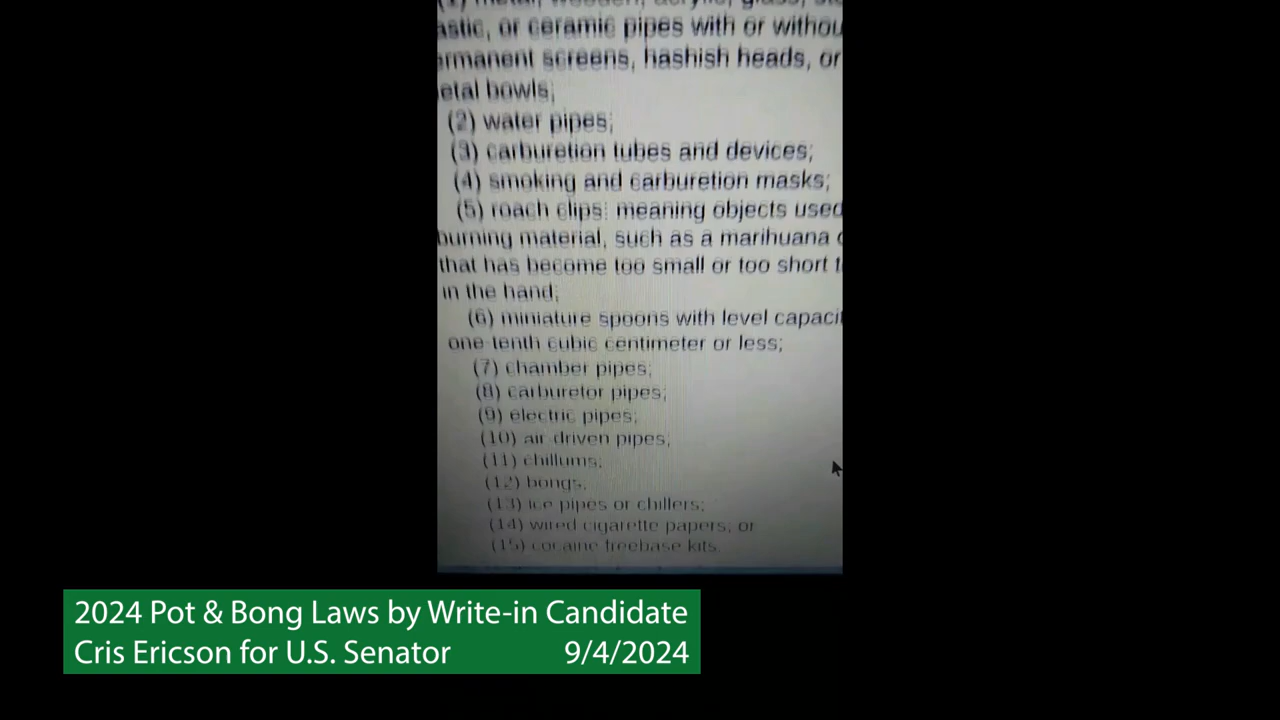 astic, or ceramic pipes with or withou
ermanent screens, hashish heads, or
etal bowls;
(2) water pipes;
(3) carburetion tubes and devices;
(4) smoking and carburetion masks;
(5) roach clips: meaning objects used
burning material, such as a marihuana
that has become too small or too short t
in the hand;
(6) miniature spoons with level capacit
one-tenth cubic centimeter or less;
(7) chamber pipes;
(8) carburetor pipes;
(9) electric pipes;
(10) air-driven pipes;
(11) chillums;
(12) bongs;
(13) ice pipes or chillers;
(14) wired cigarette papers; or
(15) cocaine freebase kits.
2024 Pot & Bong Laws by Write-in Candidate
Cris Ericson for U.S. Senator 9/4/2024